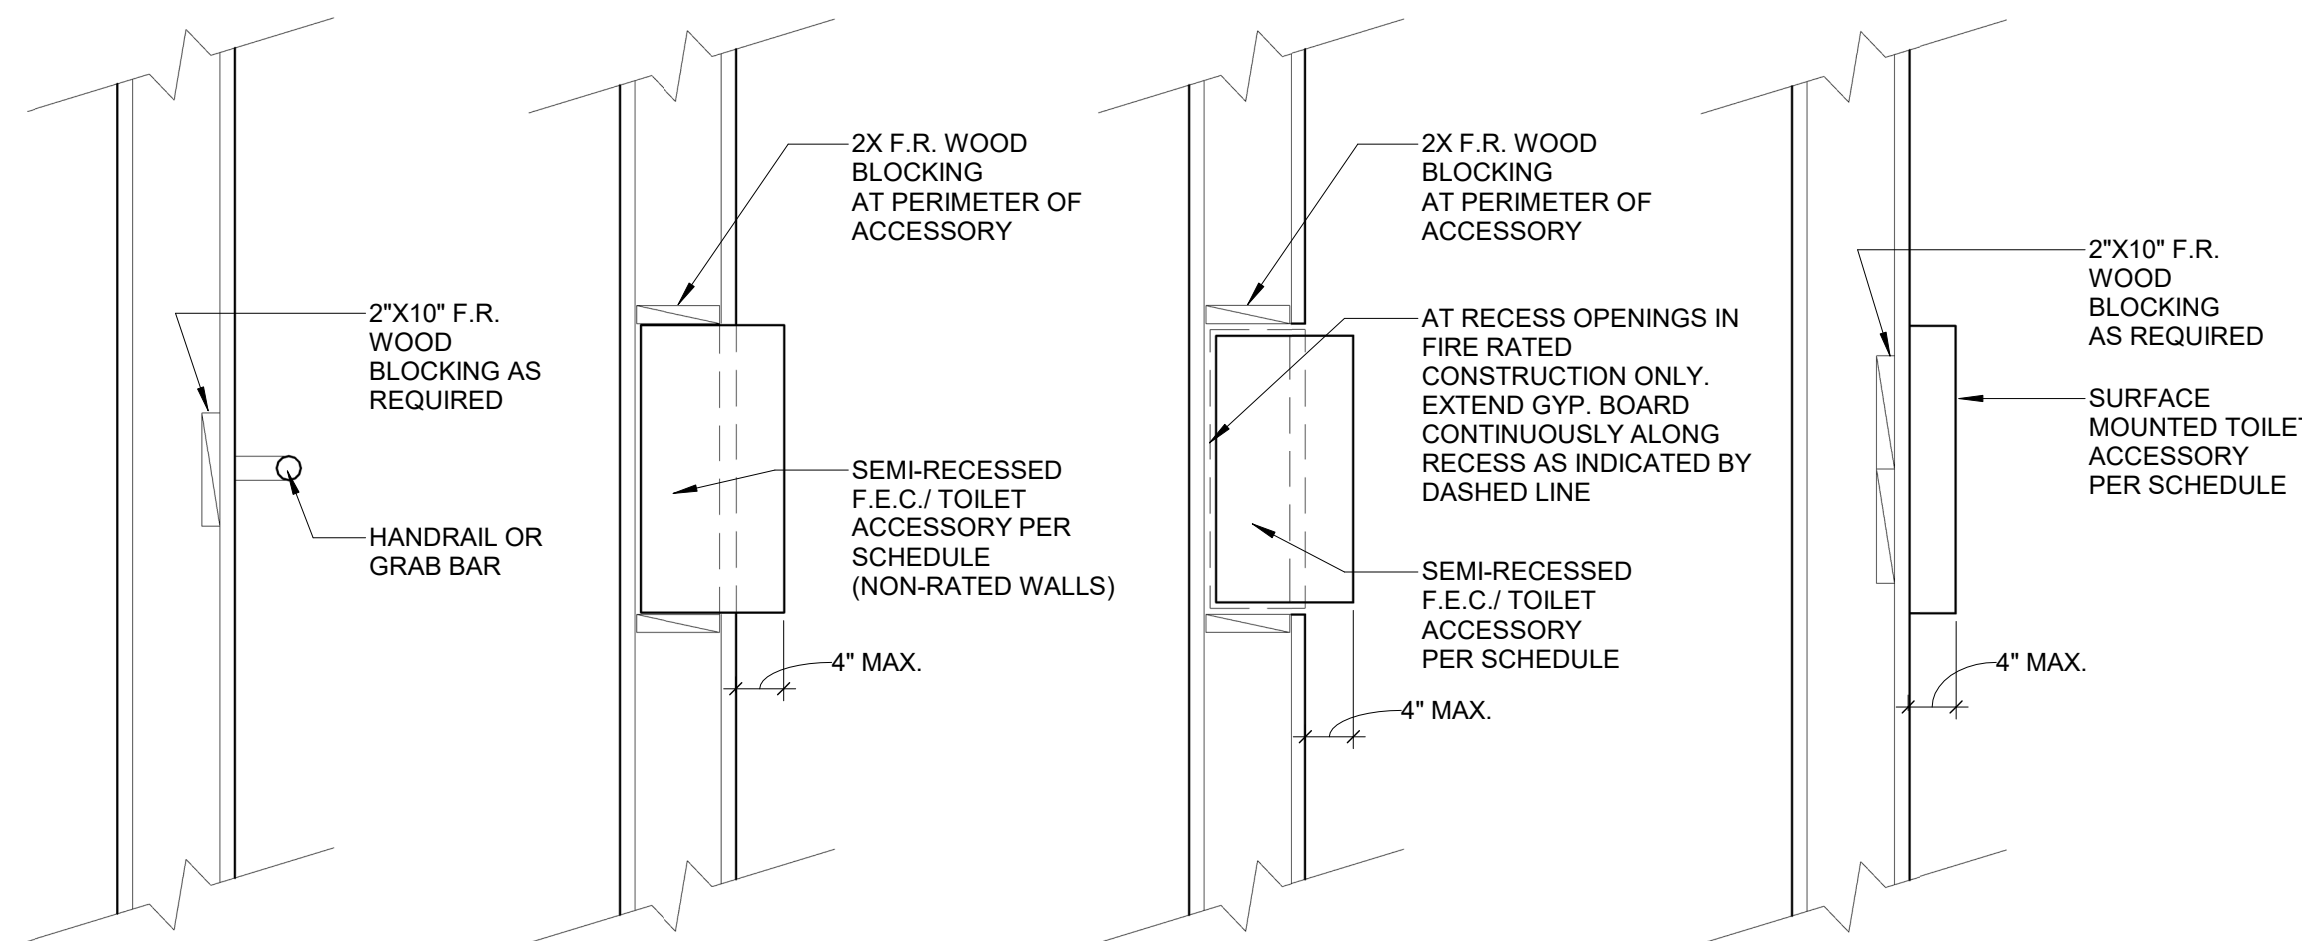 2"X10" F.R.
WOOD
BLOCKING AS
REQUIRED
HANDRAIL OR
GRAB BAR
2X F.R. WOOD
BLOCKING
AT PERIMETER OF
ACCESSORY
SEMI-RECESSED
F.E.C./ TOILET
ACCESSORY PER
SCHEDULE
(NON-RATED WALLS)
4" MAX.
2X F.R. WOOD
BLOCKING
AT PERIMETER OF
ACCESSORY
AT RECESS OPENINGS IN
FIRE RATED
CONSTRUCTION ONLY.
EXTEND GYP. BOARD
CONTINUOUSLY ALONG
RECESS AS INDICATED BY
DASHED LINE
SEMI-RECESSED
F.E.C./ TOILET
ACCESSORY
PER SCHEDULE
4" MAX.
2"X10" F.R.
WOOD
BLOCKING
AS REQUIRED
SURFACE
MOUNTED TOILET
ACCESSORY
PER SCHEDULE
4" MAX.